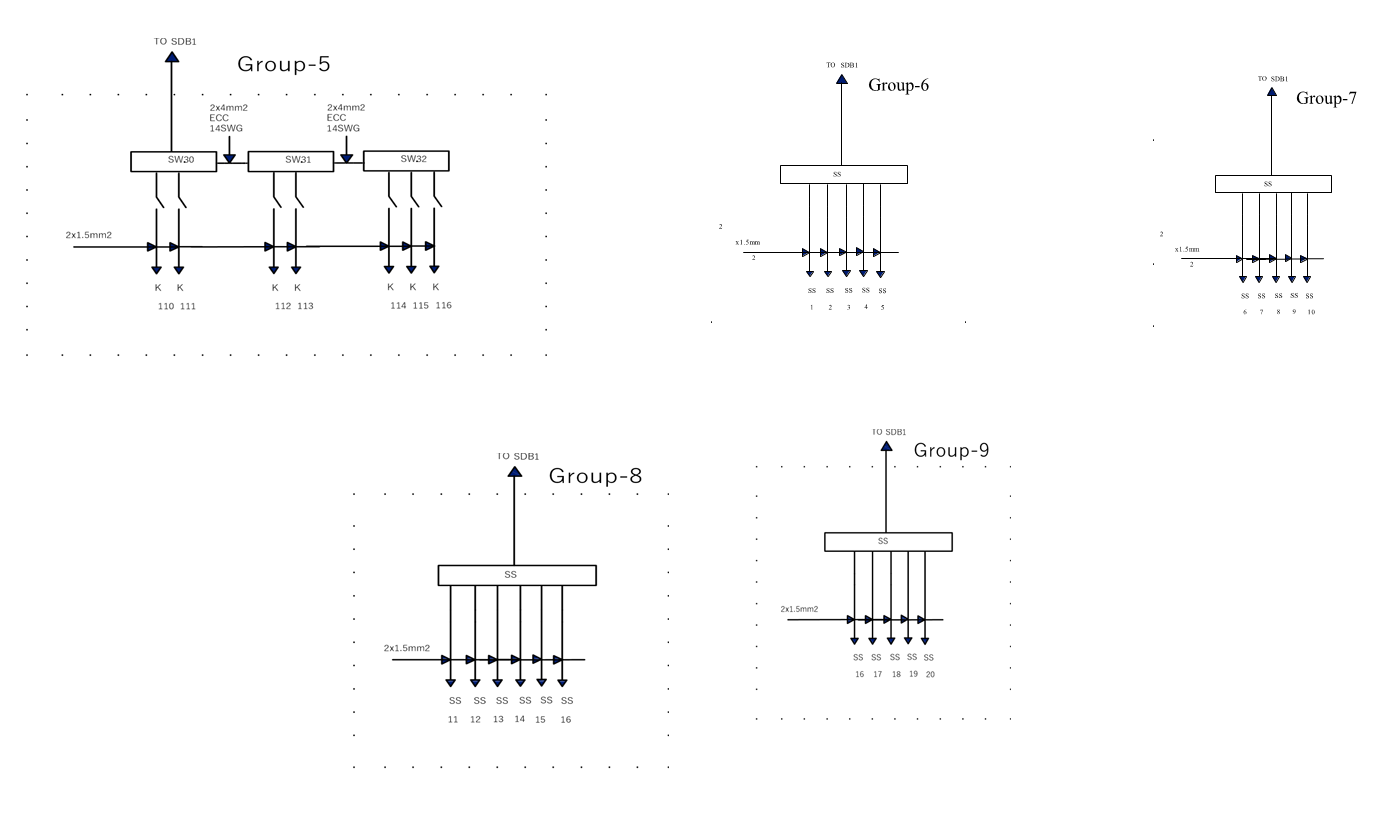 TO SDB1
Group-5
2x4mm2
ECC
14SWG
2x4mm2
ECC
14SWG
SW30 SW31 SW32
2x1.5mm2
K K K K K K K
110 111 112 113 114 115 116
TO SDB1
Group-6
SS
2
x1.5mm
2
SS SS SS SS SS
1 2 3 4 5
TO SDB1
Group-7
SS
2
x1.5mm
2
SS SS SS SS SS
6 7 8 9 10
TO SDB1
Group-8
SS
2x1.5mm2
SS SS SS SS SS SS
11 12 13 14 15 16
TO SDB1
Group-9
SS
2x1.5mm2
SS SS SS SS SS
16 17 18 19 20